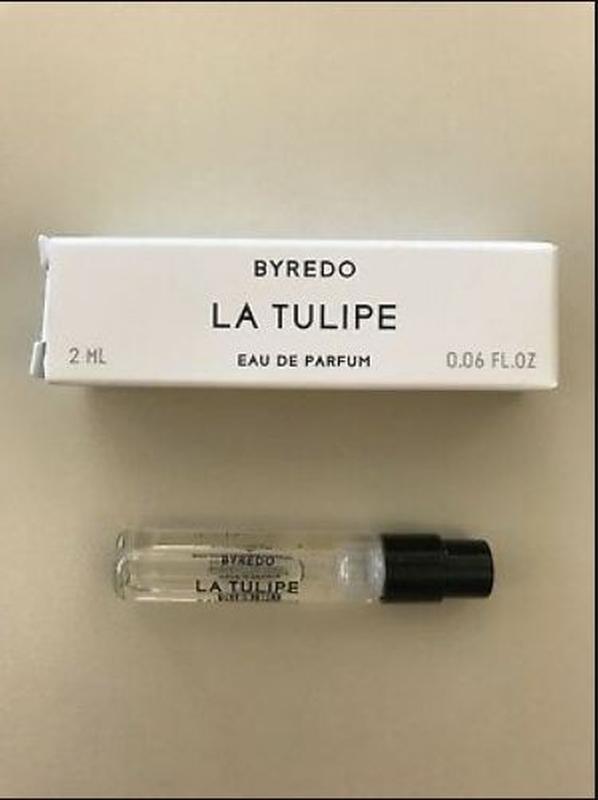 BYREDO
LA TULIPE
2 ML EAU DE PARFUM 0.06 FL.OZ
BYREDO
LA TULIPE